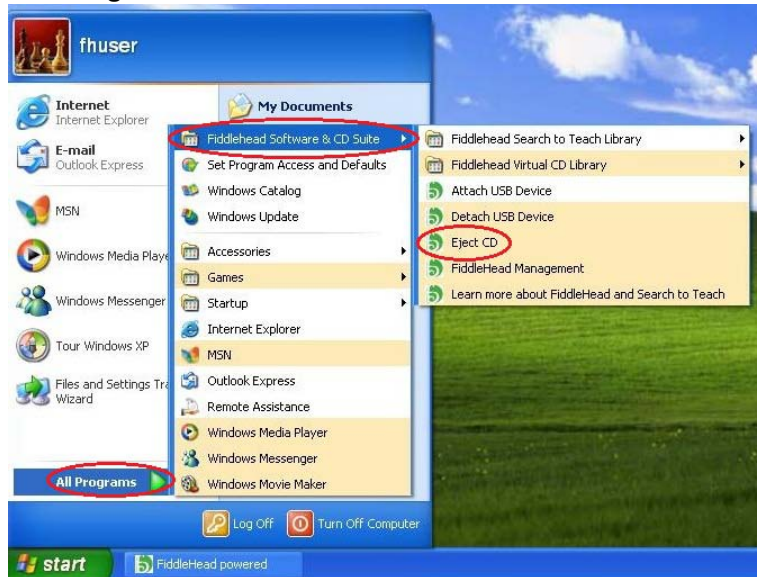 fhuser
Internet
Internet Explorer
E-mail
Outlook Express
MSN
Windows Media Playe
Windows Messenger
Tour Windows XP
Files and Settings Tra
Wizard
All Programs
My Documents
Fiddlehead Software & CD Suite
Set Program Access and Defaults
Windows Catalog
Windows Update
Accessories
Games
Startup
Internet Explorer
MSN
Outlook Express
Remote Assistance
Windows Media Player
Windows Messenger
Windows Movie Maker
Fiddlehead Search to Teach Library
Fiddlehead Virtual CD Library
Attach USB Device
Detach USB Device
Eject CD
FiddleHead Management
Learn more about FiddleHead and Search to Teach
Log Off
Turn Off Computer
start
FiddleHead powered